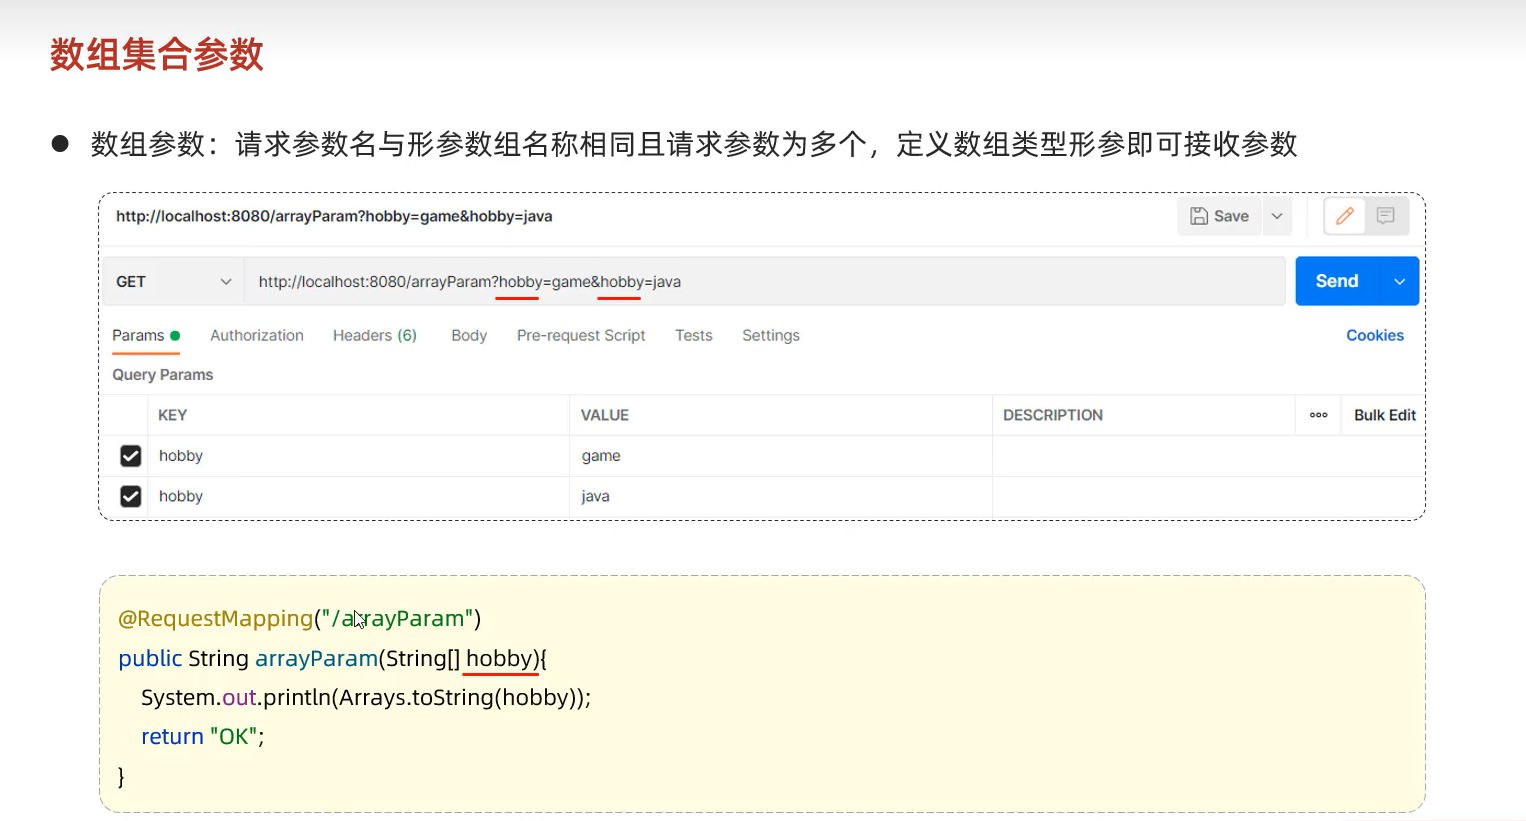 数组集合参数
● 数组参数：请求参数名与形参数组名称相同且请求参数为多个，定义数组类型形参即可接收参数
http://localhost:8080/arrayParam?hobby=game&hobby=java
Save
GET http://localhost:8080/arrayParam?hobby=game&hobby=java Send
Params Authorization Headers (6) Body Pre-request Script Tests Settings Cookies
Query Params
KEY VALUE DESCRIPTION ooo Bulk Edit
hobby game
hobby java
@RequestMapping("/arrayParam")
public String arrayParam(String[] hobby){
System.out.println(Arrays.toString(hobby));
return "OK";
}